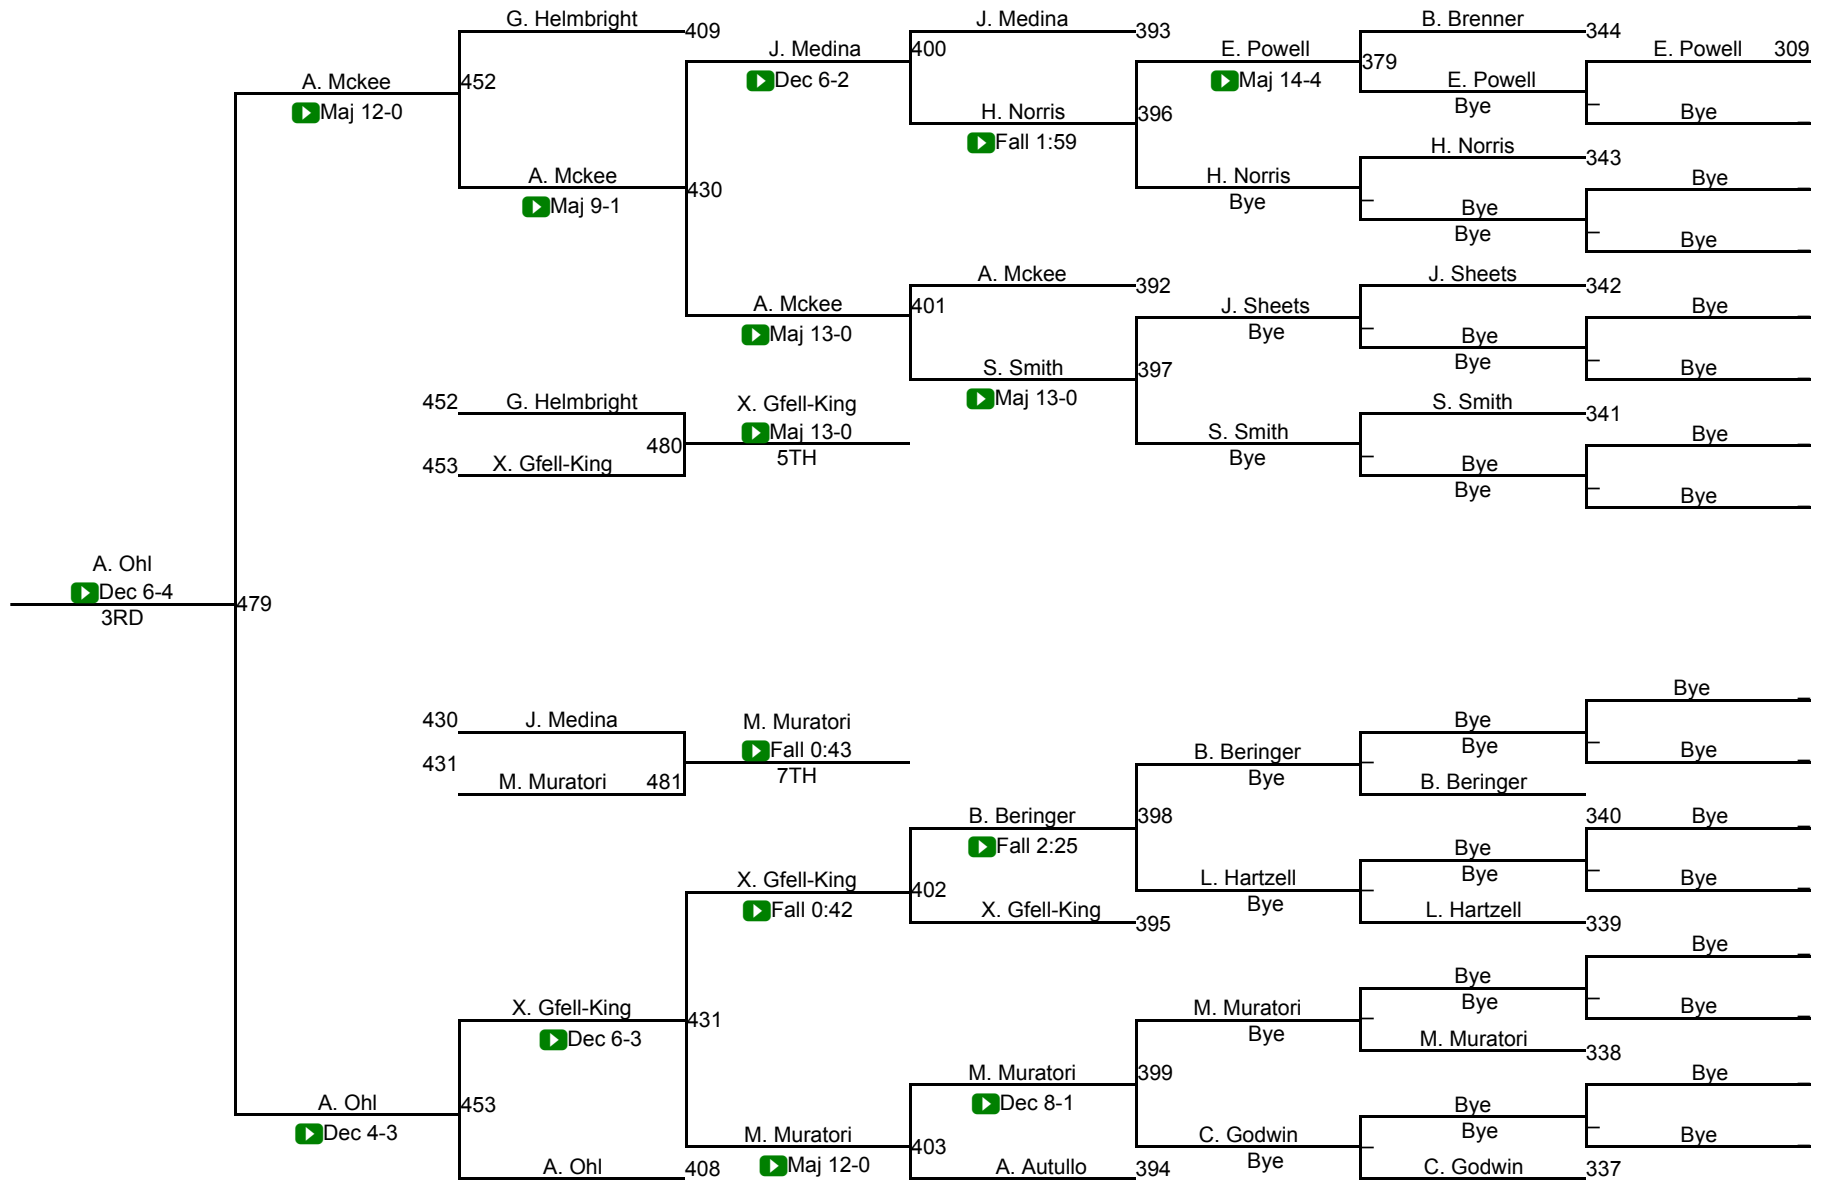 G. Helmbright
409
J. Medina
393
B. Brenner
344
J. Medina
400
E. Powell
379
E. Powell 309
A. Mckee
452
Dec 6-2
Maj 14-4
E. Powell
Bye
Maj 12-0
H. Norris
396
Bye
Fall 1:59
H. Norris
343
A. Mckee
430
H. Norris
Bye
Maj 9-1
Bye
Bye
Bye
Bye
A. Mckee
392
J. Sheets
342
A. Mckee
401
J. Sheets
Bye
Maj 13-0
Bye
Bye
Bye
S. Smith
397
Bye
452
G. Helmbright
X. Gfell-King
Maj 13-0
S. Smith
341
Maj 13-0
480
S. Smith
Bye
453
X. Gfell-King
5TH
Bye
Bye
Bye
Bye
A. Ohl
Dec 6-4
479
3RD
Bye
430
J. Medina
M. Muratori
Bye
Fall 0:43
B. Beringer
Bye
Bye
431
7TH
Bye
M. Muratori
481
B. Beringer
B. Beringer
398
340
Bye
Fall 2:25
Bye
X. Gfell-King
402
L. Hartzell
Bye
Bye
Fall 0:42
X. Gfell-King
395
Bye
L. Hartzell
339
Bye
Bye
X. Gfell-King
431
M. Muratori
Bye
Bye
Dec 6-3
Bye
M. Muratori
338
M. Muratori
399
Bye
A. Ohl
453
Dec 8-1
Bye
Dec 4-3
M. Muratori
403
C. Godwin
Bye
Bye
A. Ohl
408
Maj 12-0
A. Autullo
394
Bye
C. Godwin
337